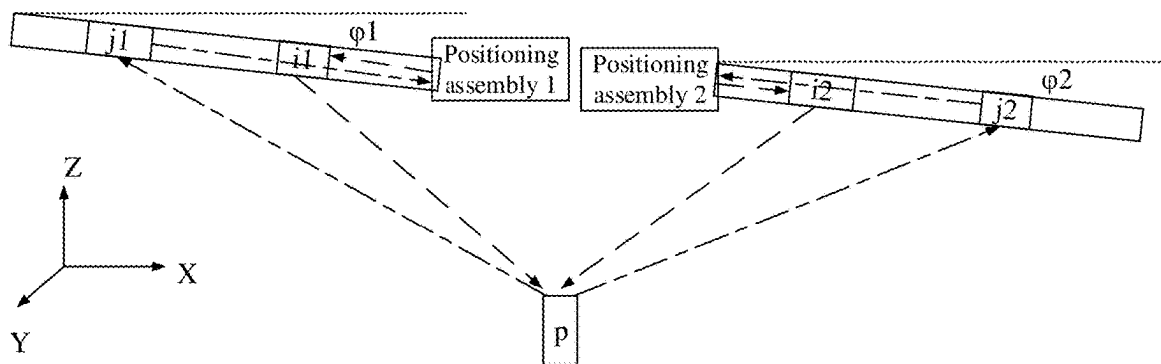 j1
i1
φ1
Positioning
assembly 1
Positioning
assembly 2
i2
j2
φ2
Z
X
Y
p